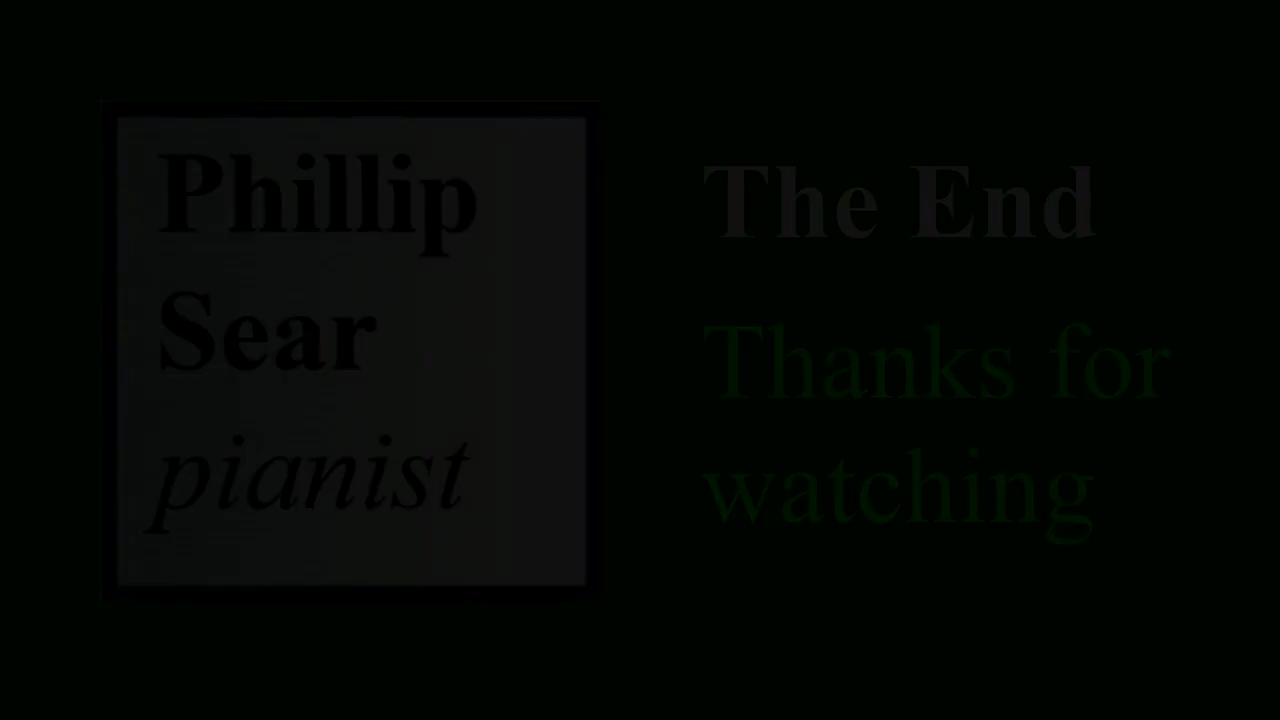 Phillip
Sear
pianist
The End
Thanks for
watching